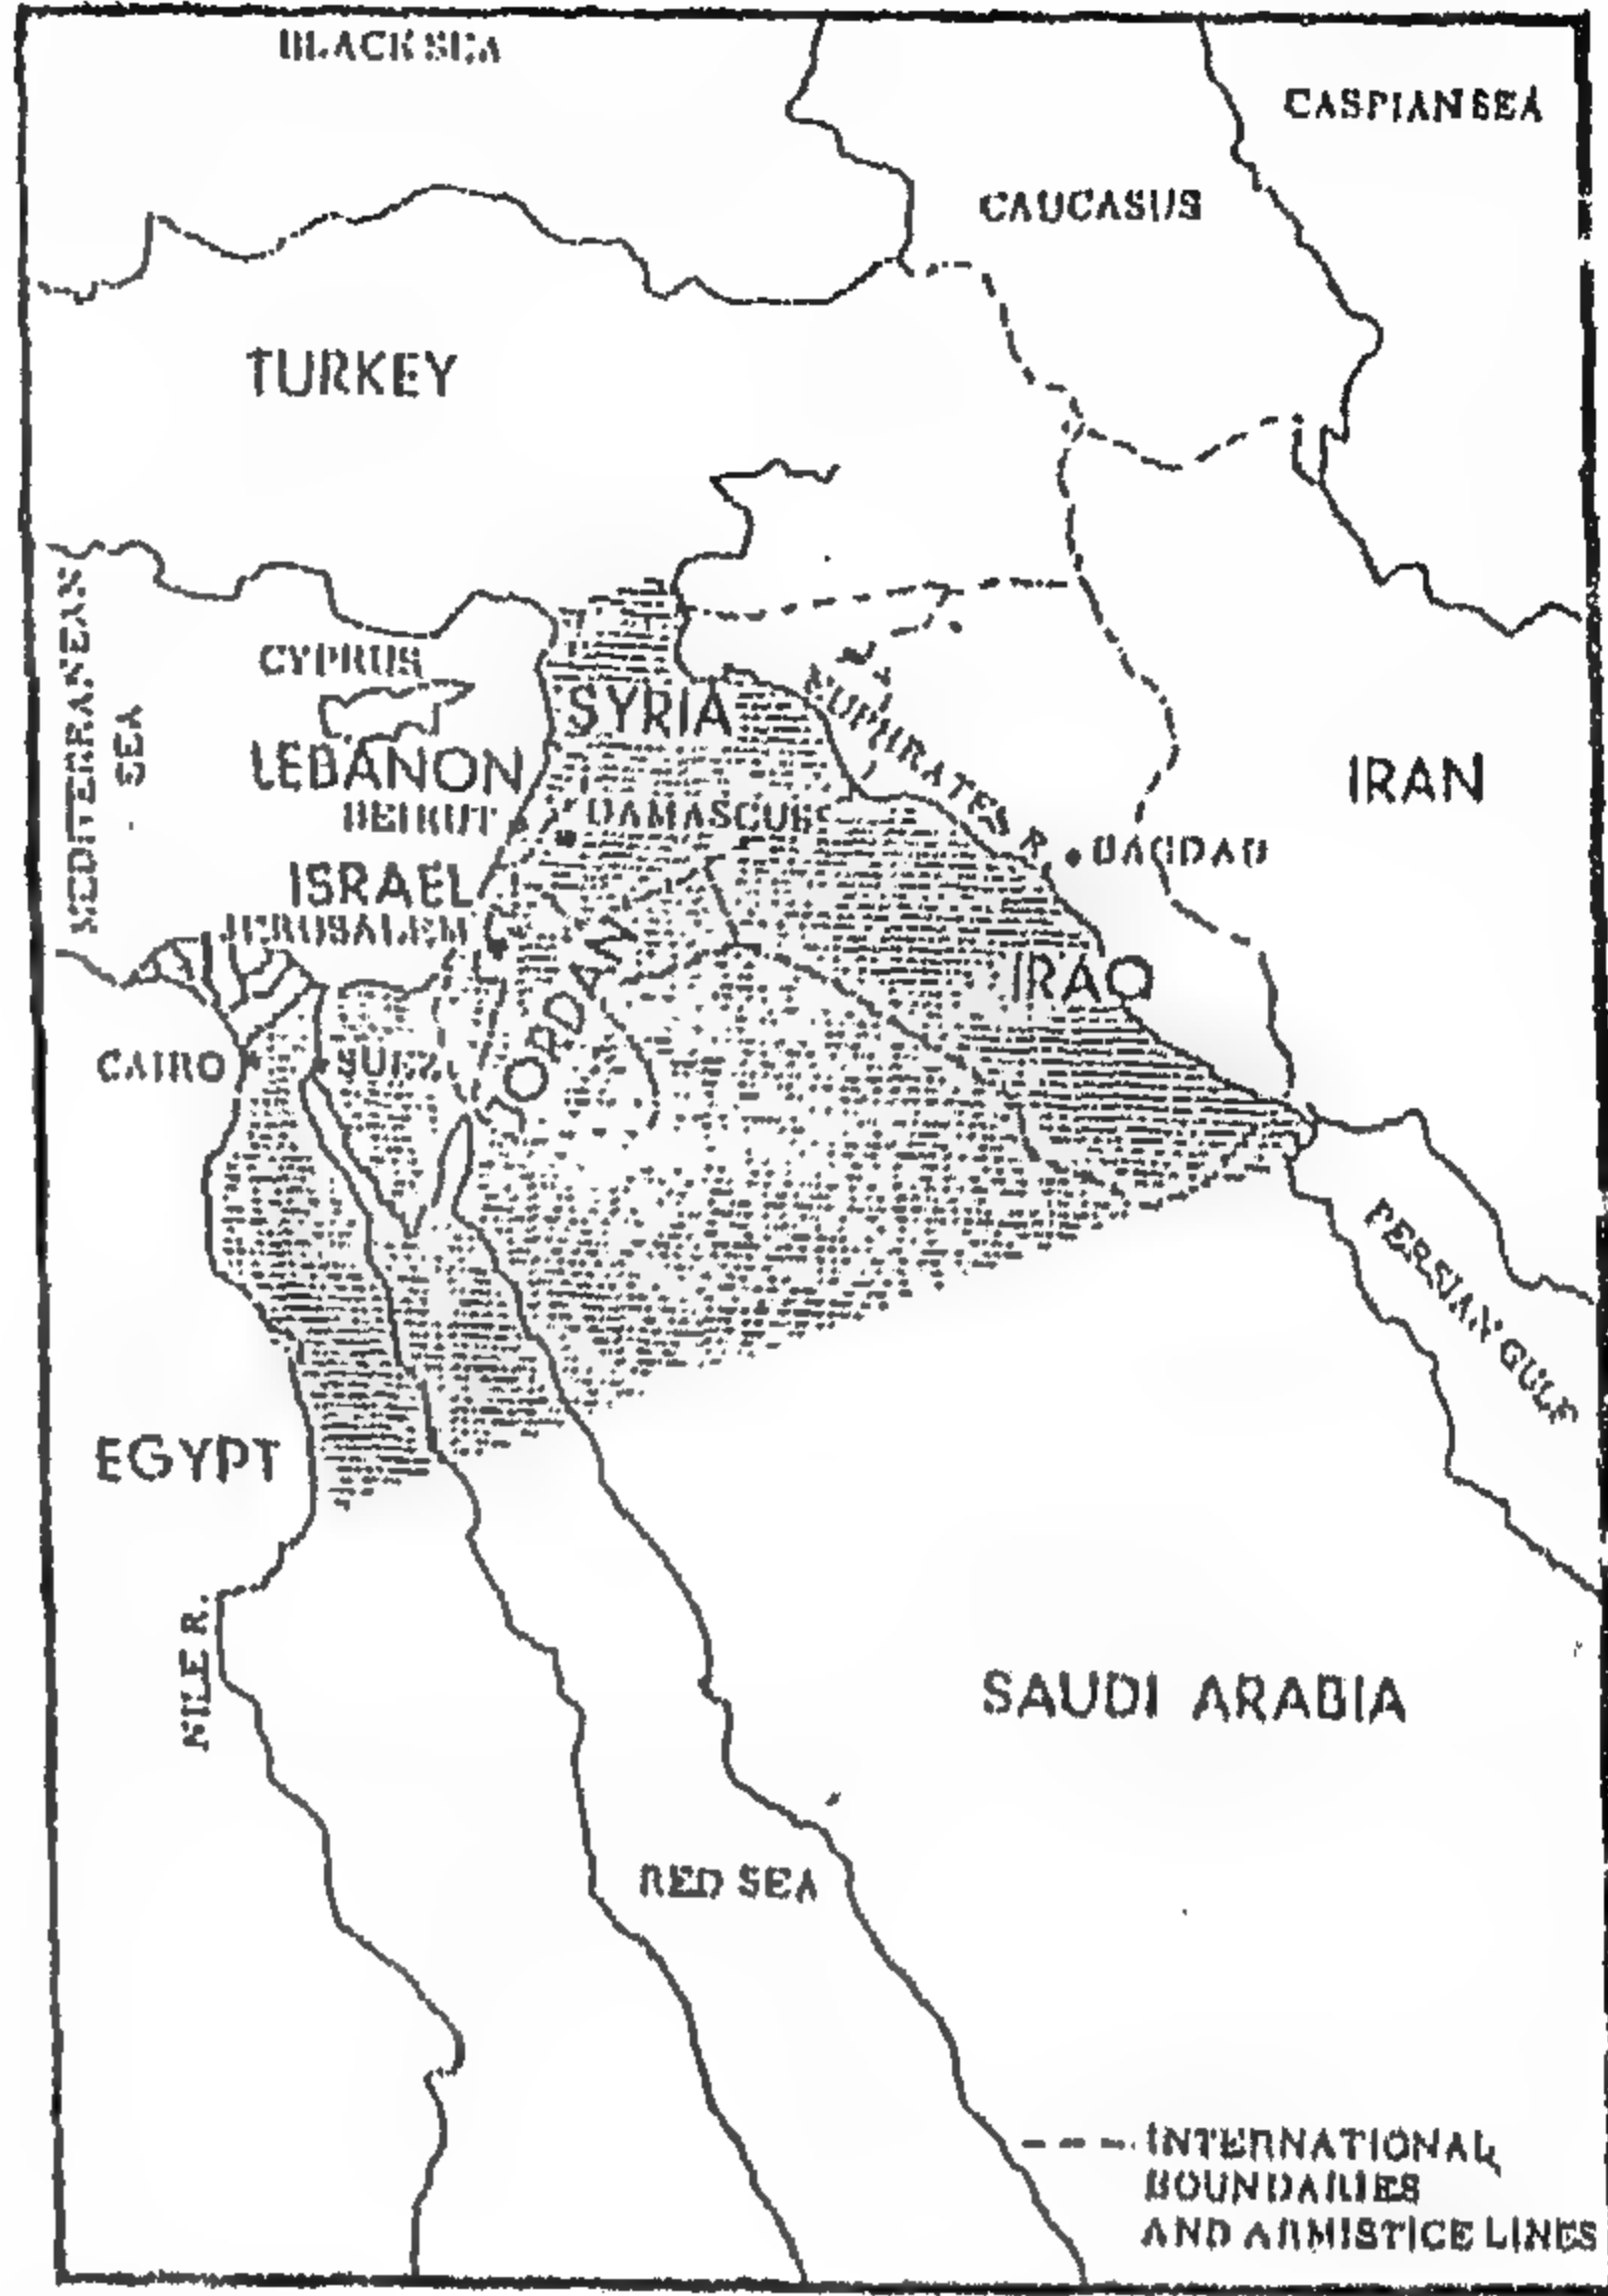 BLACK SEA
CASPIAN SEA
CAUCASUS
TURKEY
MEDITERRANEAN
SEA
CYPRUS
SYRIA
EUPHRATES R.
LEBANON
IRAN
BEIRUT
DAMASCUS
BAGDAD
ISRAEL
JERUSALEM
JORDAN
IRAQ
CAIRO
SUEZ
PERSIAN GULF
EGYPT
NILE R.
SAUDI ARABIA
RED SEA
INTERNATIONAL
BOUNDARIES
AND ARMISTICE LINES